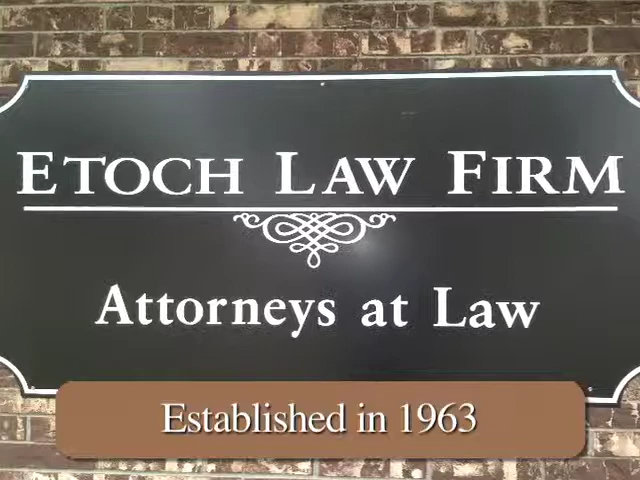 ETOCH LAW FIRM
Attorneys at Law
Established in 1963